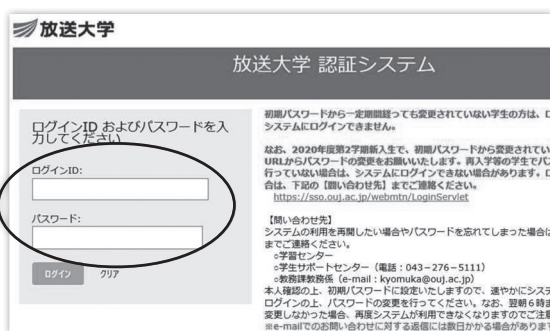 放送大学
放送大学 認証システム
ログインID およびパスワードを入
力してください
ログインID:
パスワード:
ログイン クリア
初期パスワードから一定期間経っても変更されていない学生の方は、ロ
システムにログインできません。
なお、2020年度第2学期新入生で、初期パスワードから変更されてい
URLからパスワードの変更をお願いいたします。再入学等の学生でパス
行っていない場合は、システムにログインできない場合があります。ロ
合は、下記の【問い合わせ先】までご連絡ください。
https://sso.ouj.ac.jp/webmtn/LoginServlet
【問い合わせ先】
システムの利用を再開したい場合やパスワードを忘れてしまった場合は
までご連絡ください。
○学習センター
○学生サポートセンター（電話：043－276－5111）
○教務課教務係（e-mail：kyomuka@ouj.ac.jp）
本人確認の上、初期パスワードに設定いたしますので、速やかにシステ
ログインの上、パスワードの変更を行ってください。なお、翌朝６時ま
変更しなかった場合、再度システムが利用できなくなりますのでご注意
※e-mailでのお問い合わせに対する返信には数日かかる場合がありま